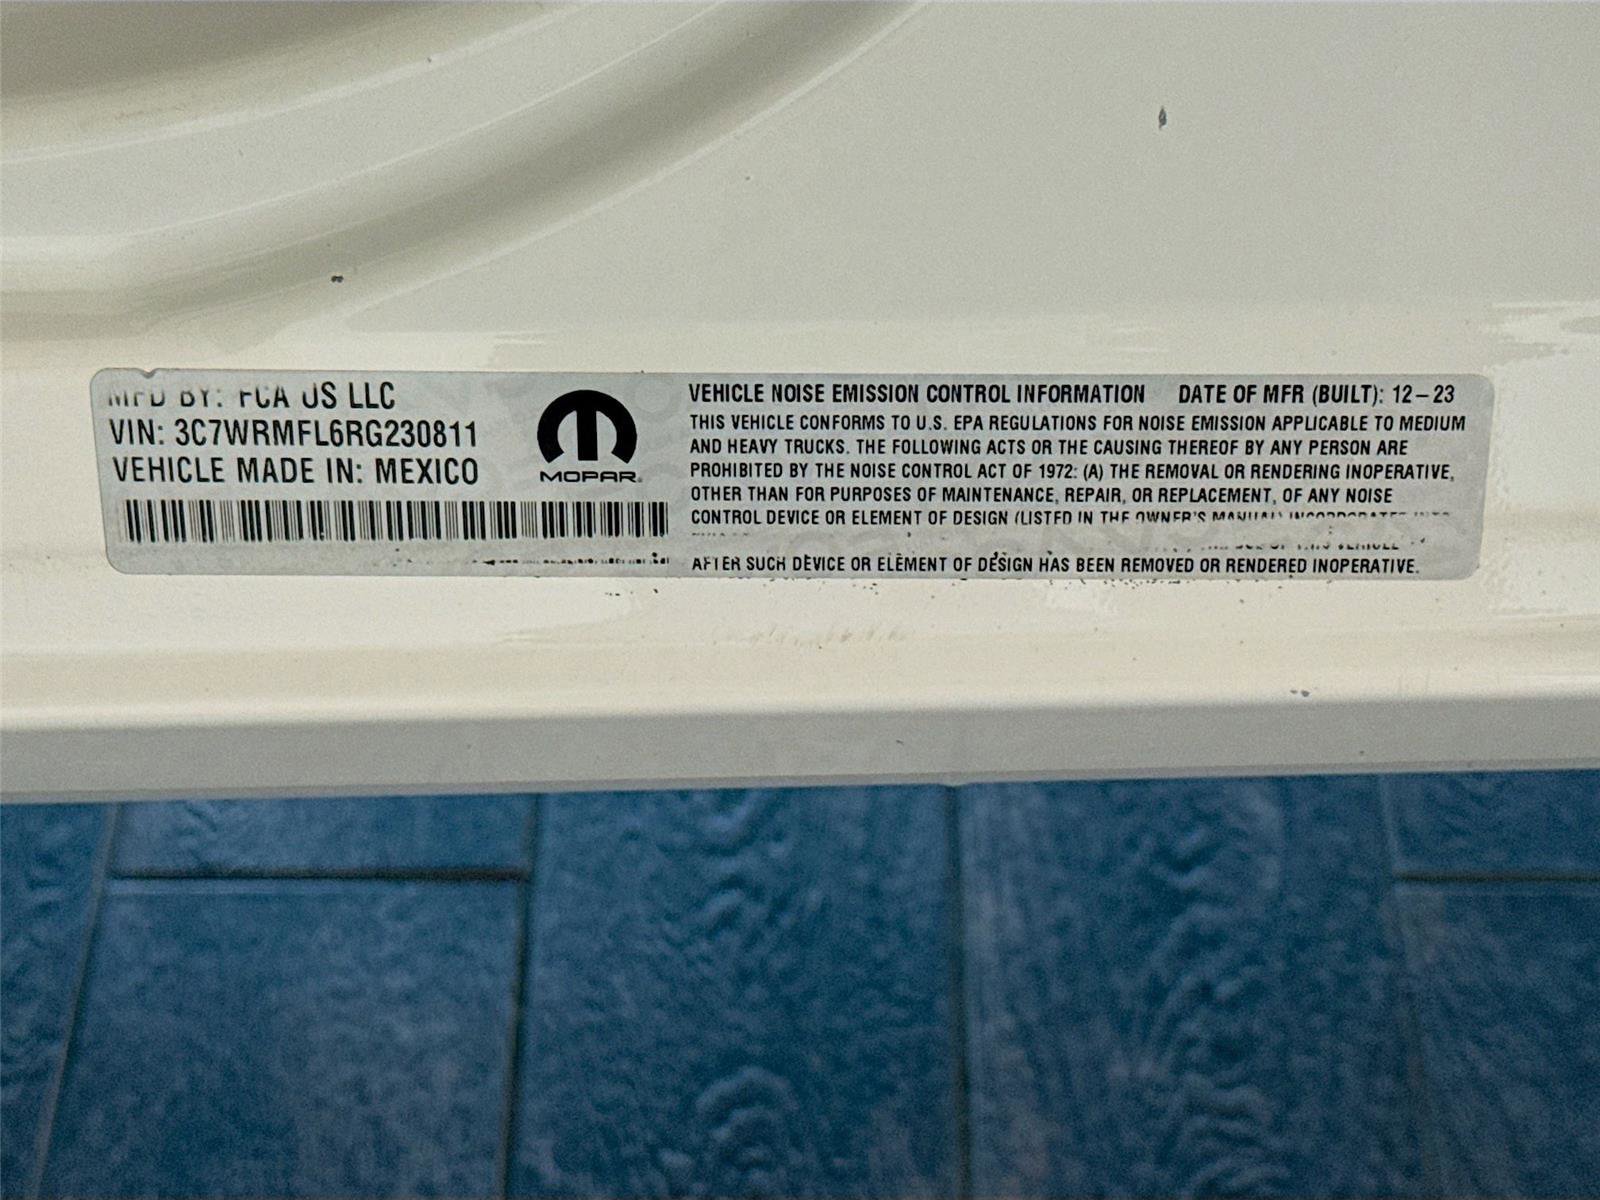 MFD BY: FCA US LLC
VIN: 3C7WRMFL6RG230811
VEHICLE MADE IN: MEXICO
MOPAR
VEHICLE NOISE EMISSION CONTROL INFORMATION DATE OF MFR (BUILT): 12-23
THIS VEHICLE CONFORMS TO U.S. EPA REGULATIONS FOR NOISE EMISSION APPLICABLE TO MEDIUM
AND HEAVY TRUCKS. THE FOLLOWING ACTS OR THE CAUSING THEREOF BY ANY PERSON ARE
PROHIBITED BY THE NOISE CONTROL ACT OF 1972: (A) THE REMOVAL OR RENDERING INOPERATIVE,
OTHER THAN FOR PURPOSES OF MAINTENANCE, REPAIR, OR REPLACEMENT, OF ANY NOISE
CONTROL DEVICE OR ELEMENT OF DESIGN (LISTED IN THE OWNER'S MANUAL) INCORPORATED INTO
VEHICLE
AFTER SUCH DEVICE OR ELEMENT OF DESIGN HAS BEEN REMOVED OR RENDERED INOPERATIVE.